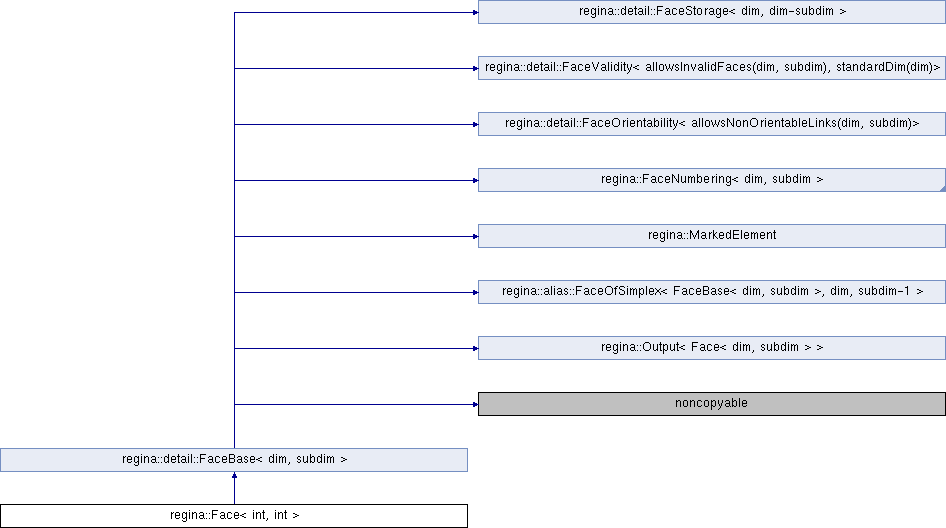 regina::detail::FaceStorage< dim, dim-subdim >
regina::detail::FaceValidity< allowsInvalidFaces(dim, subdim), standardDim(dim)>
regina::detail::FaceOrientability< allowsNonOrientableLinks(dim, subdim)>
regina::FaceNumbering< dim, subdim >
regina::MarkedElement
regina::alias::FaceOfSimplex< FaceBase< dim, subdim >, dim, subdim-1 >
regina::Output< Face< dim, subdim > >
noncopyable
regina::detail::FaceBase< dim, subdim >
regina::Face< int, int >